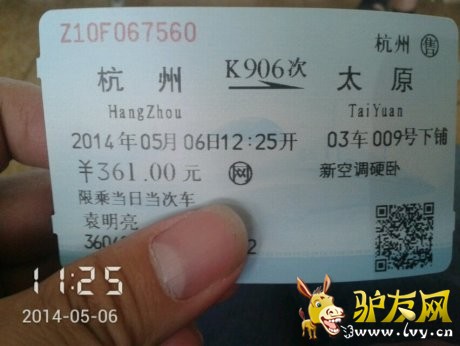 Z10F067560
杭州 售
杭州 K906次 太原
HangZhou TaiYuan
2014年05月06日12:25开 03车009号下铺
¥361.00元 网 新空调硬卧
限乘当日当次车
袁明亮
3604 2
11:25
2014-05-06
驴友网
www.lvy.cn